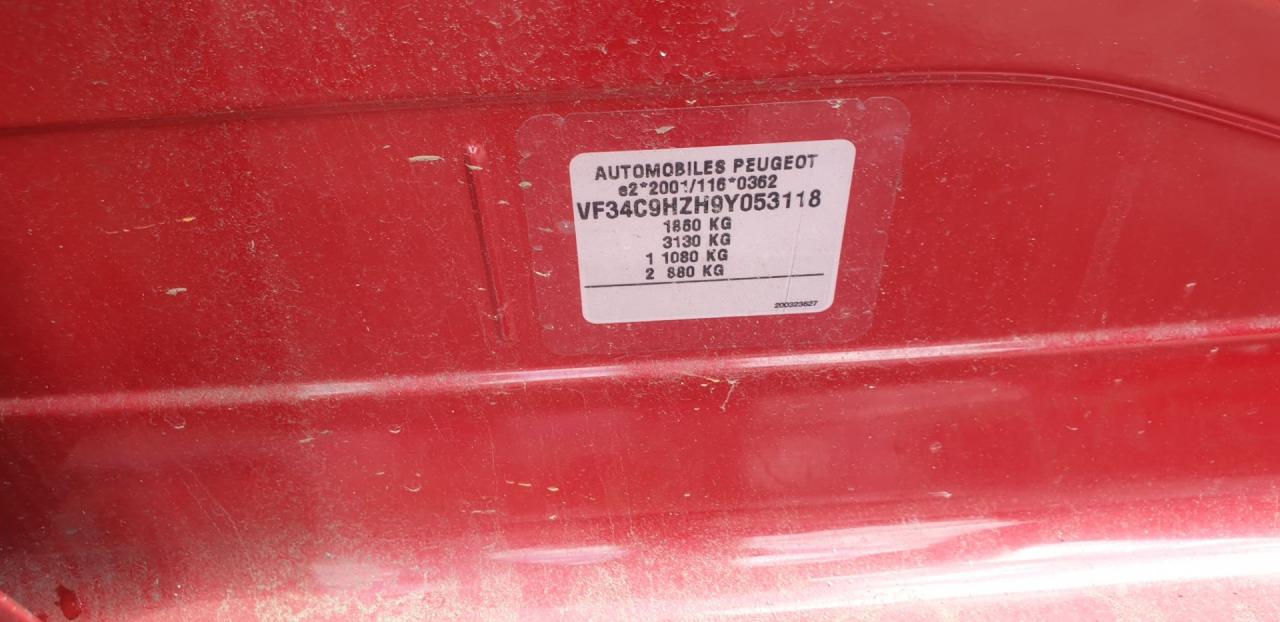 AUTOMOBILES PEUGEOT
e2*2001/116*0362
VF34C9HZH9Y053118
1860 KG
3130 KG
1 1080 KG
2 880 KG
200323627